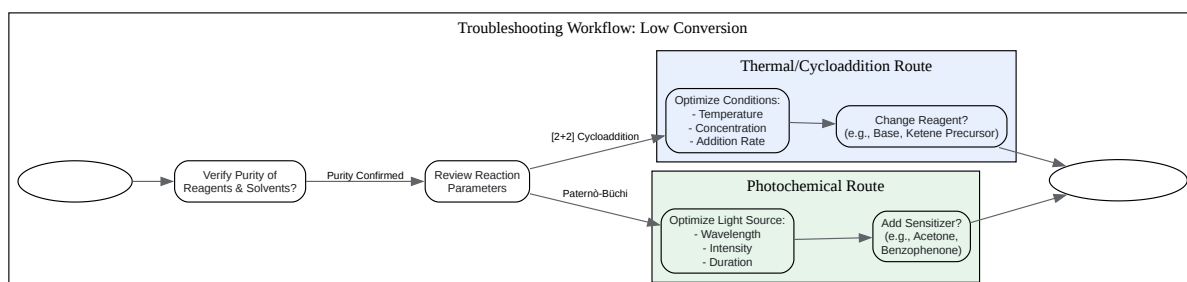 Troubleshooting Workflow: Low Conversion
Verify Purity of
Reagents & Solvents?
Purity Confirmed
Review Reaction
Parameters
[2+2] Cycloaddition
Thermal/Cycloaddition Route
Optimize Conditions:
- Temperature
- Concentration
- Addition Rate
Change Reagent?
(e.g., Base, Ketene Precursor)
Paternò-Büchi
Photochemical Route
Optimize Light Source:
- Wavelength
- Intensity
- Duration
Add Sensitizer?
(e.g., Acetone,
Benzophenone)